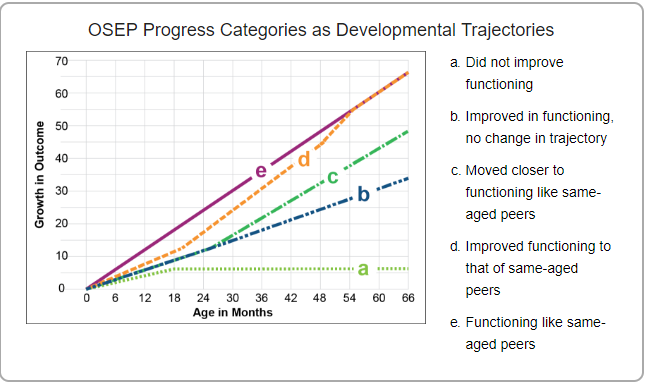 OSEP Progress Categories as Developmental Trajectories
70
60
50
40
30
20
10
0
Growth in Outcome
0 6 12 18 24 30 36 42 48 54 60 66
Age in Months
e
d
c
b
a
a. Did not improve
functioning
b. Improved in functioning,
no change in trajectory
c. Moved closer to
functioning like same-
aged peers
d. Improved functioning to
that of same-aged
peers
e. Functioning like same-
aged peers